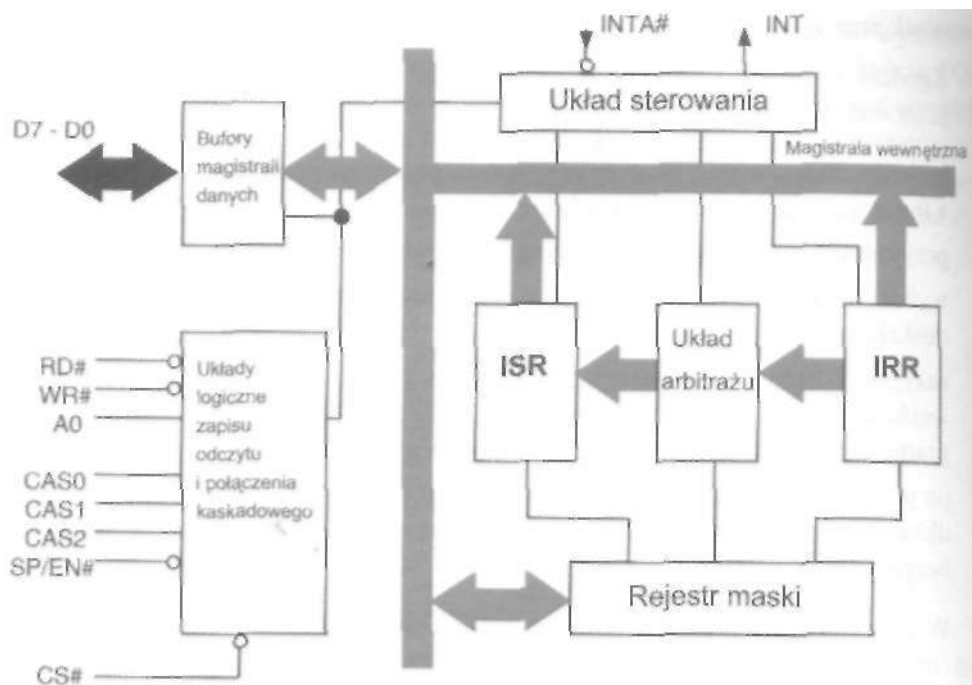 INTA#
INT
Układ sterowania
D7 - D0
Bufory
magistrali
danych
Magistrala wewnętrzna
ISR
Układ
arbitrażu
IRR
RD#
WR#
A0
CAS0
CAS1
CAS2
SP/EN#
CS#
Układy
logiczne
zapisu
odczytu
i połączenia
kaskadowego
Rejestr maski